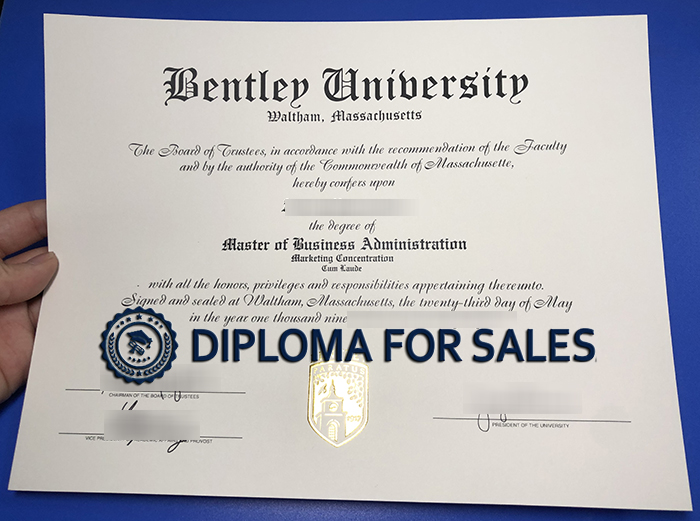 Bentley University
Waltham, Massachusetts
The Board of Trustees, in accordance with the recommendation of the Faculty
and by the authority of the Commonwealth of Massachusette,
hereby confers upon
the degree of
Master of Business Administration
Marketing Concentration
Cum Laude
with all the honors, privileges and responsibilities appertaining thereunto.
Signed and sealed at Waltham, Massachusetts, the twenty-third day of May
in the year one thousand nine
DIPLOMA FOR SALES
CHAIRMAN OF THE BOARD OF TRUSTEES
VICE PROVOST
PRESIDENT OF THE UNIVERSITY